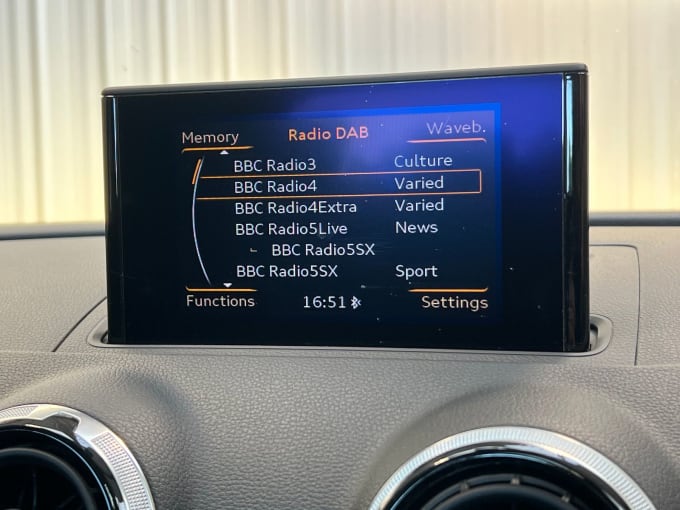 Memory Radio DAB Waveb.
BBC Radio3 Culture
BBC Radio4 Varied
BBC Radio4Extra Varied
BBC Radio5Live News
BBC Radio5SX
BBC Radio5SX Sport
Functions 16:51 Settings